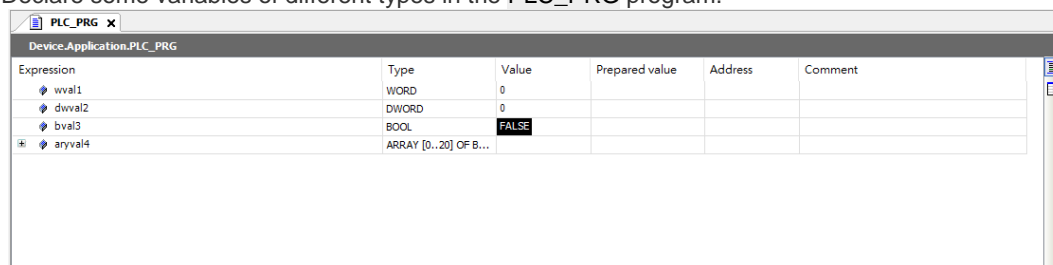 Declare some variables of different types in the PLC_PRG program.
PLC_PRG X
Device.Application.PLC_PRG
Expression Type Value Prepared value Address Comment
wval1 WORD 0
dwval2 DWORD 0
bval3 BOOL FALSE
aryval4 ARRAY [0..20] OF B...